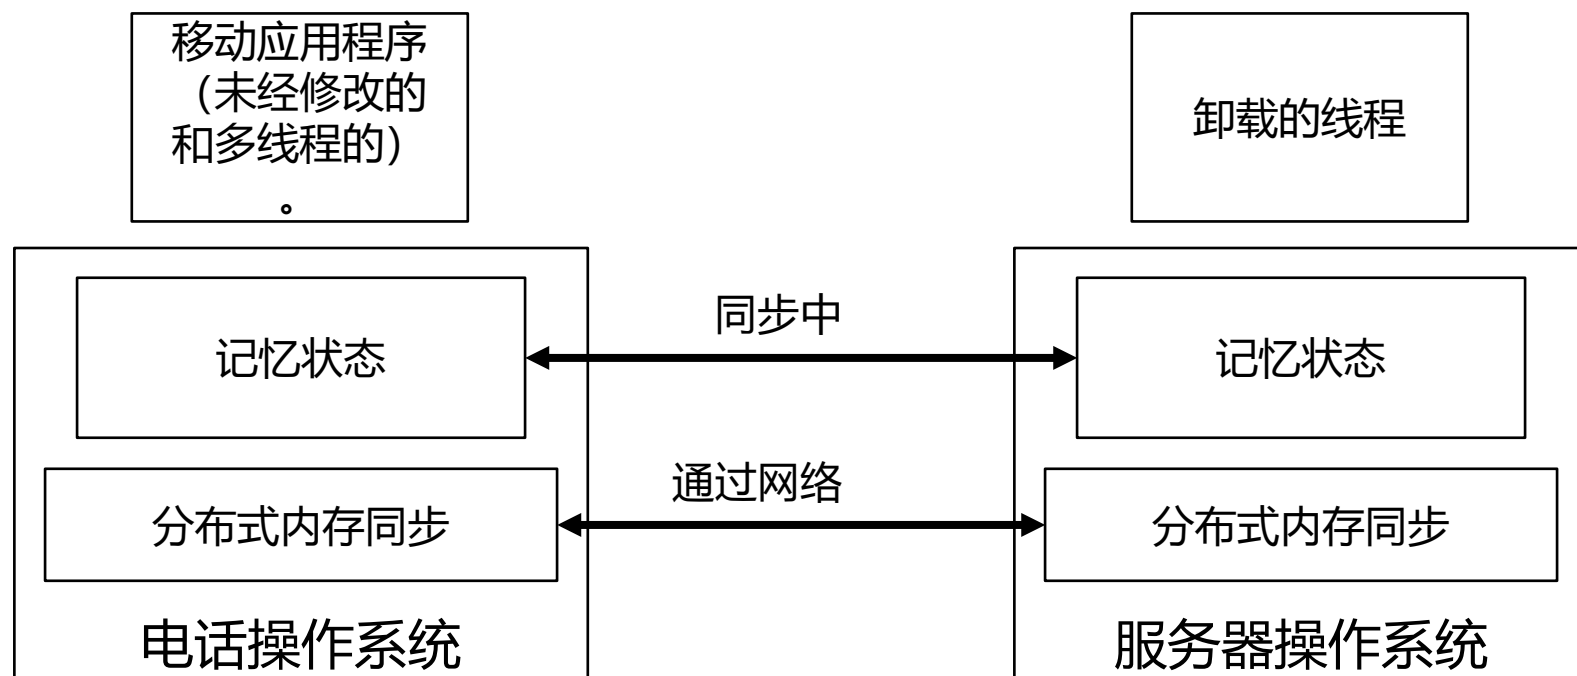 移动应用程序
（未经修改的
和多线程的）
。
卸载的线程
同步中
记忆状态
记忆状态
通过网络
分布式内存同步
分布式内存同步
电话操作系统
服务器操作系统